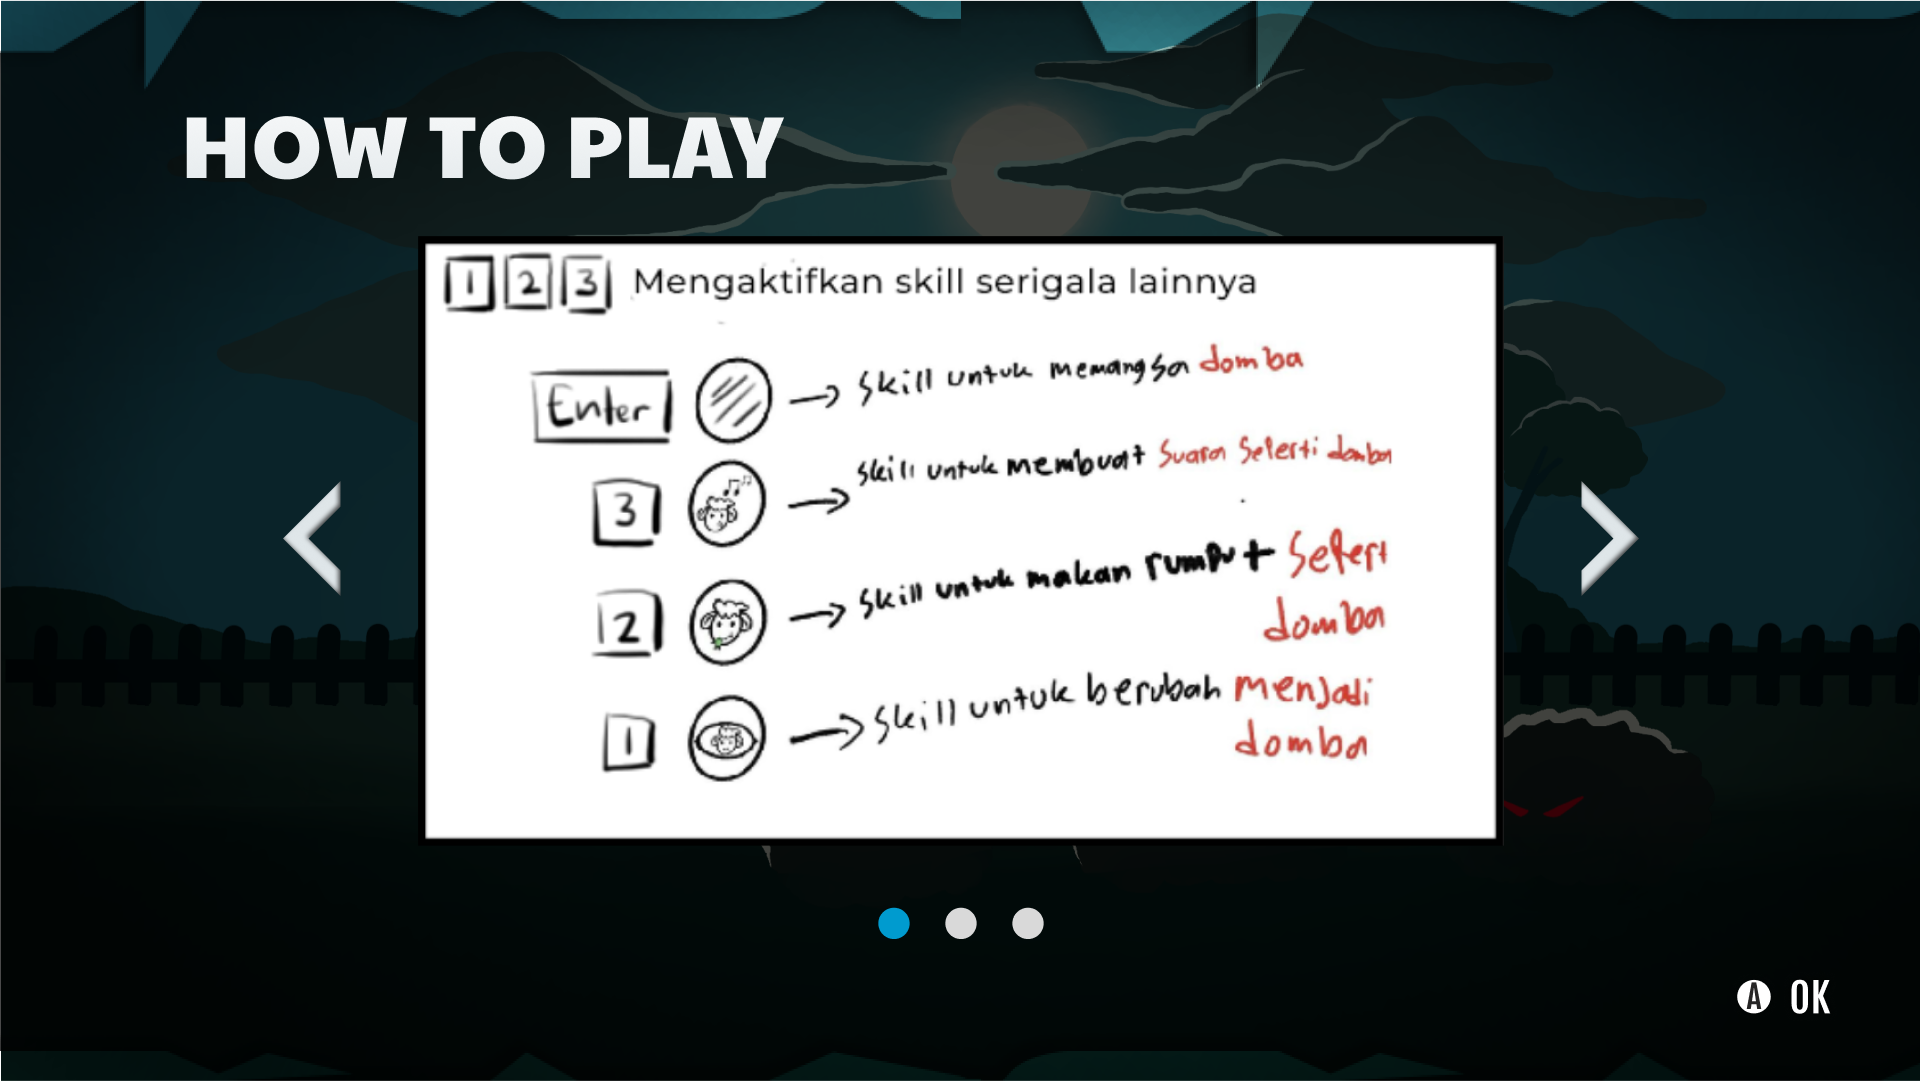 HOW TO PLAY
1 2 3 Mengaktifkan skill serigala lainnya
Enter → Skill untuk memangsa domba
3 → Skill untuk membuat Suara Seperti domba
2 → Skill untuk makan rumput Seperti
domba
1 → Skill untuk berubah menjadi
domba
A OK